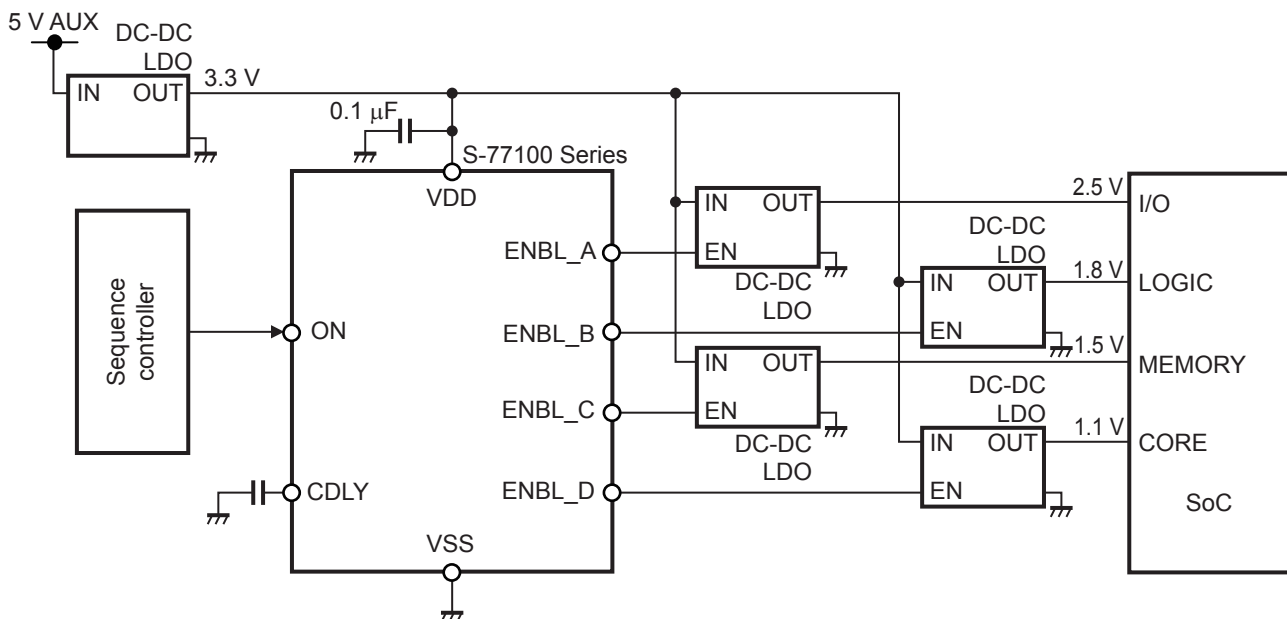 5 V AUX
DC-DC
LDO
IN OUT
3.3 V
0.1 μF
S-77100 Series
VDD
Sequence
controller
ON
CDLY
VSS
ENBL_A
ENBL_B
ENBL_C
ENBL_D
IN OUT
EN
DC-DC
LDO
2.5 V
I/O
DC-DC
LDO
IN OUT
EN
1.8 V
LOGIC
IN OUT
EN
DC-DC
LDO
1.5 V
MEMORY
DC-DC
LDO
IN OUT
EN
1.1 V
CORE
SoC